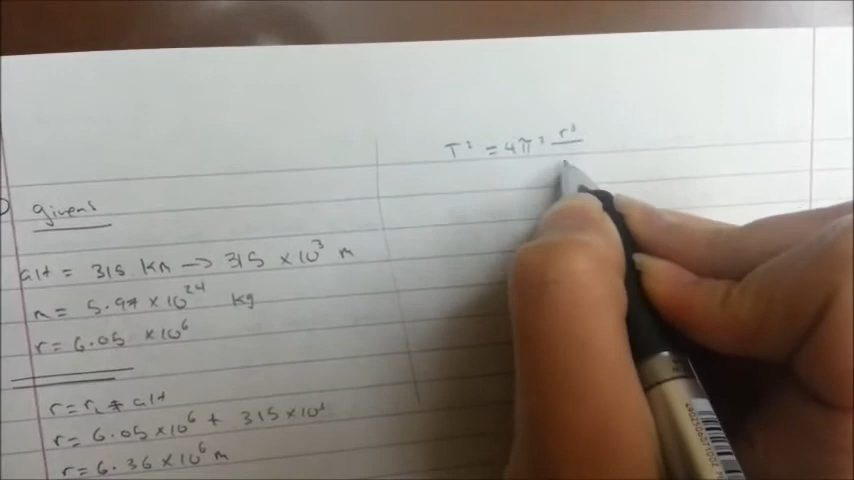 givens
alt = 315 Km → 315 × 10³ m
m = 5.97 × 10²⁴ kg
r = 6.05 × 10⁶
r = r + alt
r = 6.05 × 10⁶ + 315 × 10³
r = 6.36 × 10⁶ m
T² = 4π² r³